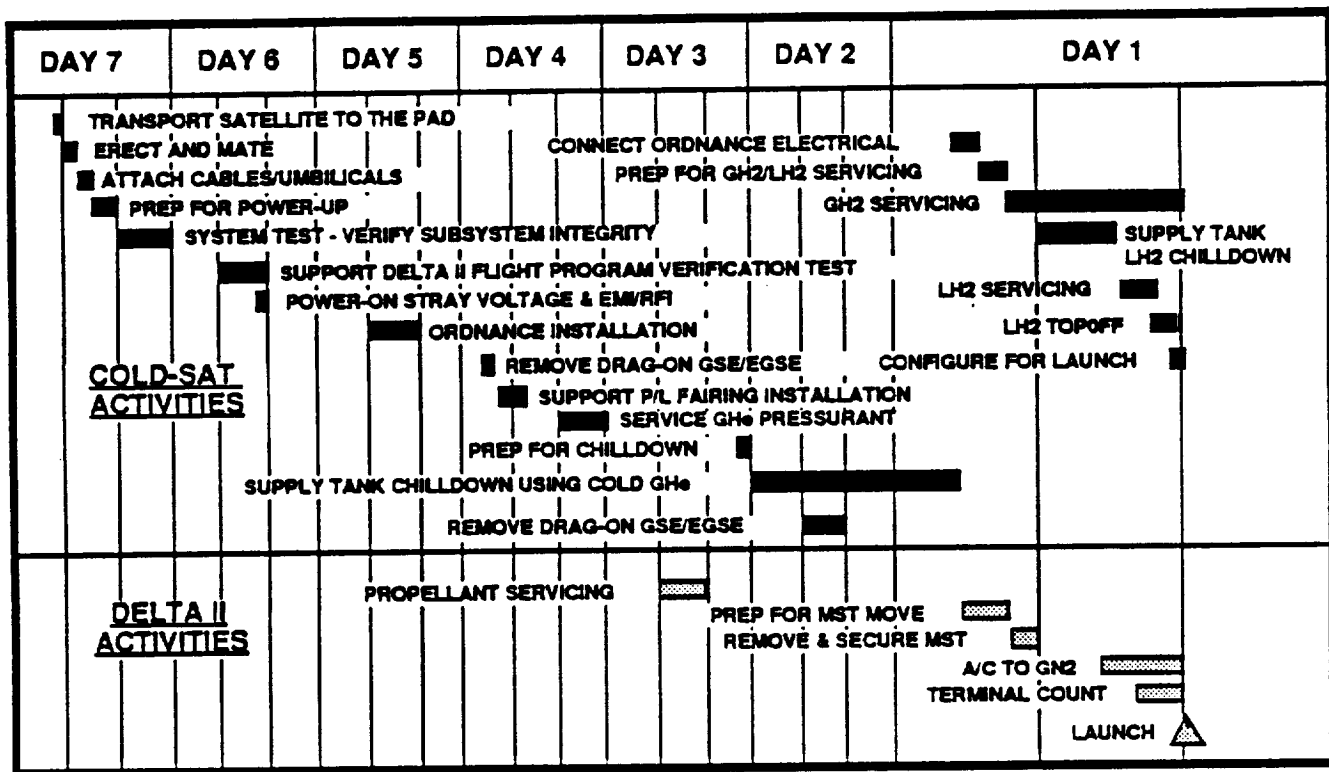 DAY 7
DAY 6
DAY 5
DAY 4
DAY 3
DAY 2
DAY 1
TRANSPORT SATELLITE TO THE PAD
ERECT AND MATE
ATTACH CABLES/UMBILICALS
PREP FOR POWER-UP
SYSTEM TEST - VERIFY SUBSYSTEM INTEGRITY
SUPPORT DELTA II FLIGHT PROGRAM VERIFICATION TEST
POWER-ON STRAY VOLTAGE & EMI/RFI
ORDNANCE INSTALLATION
REMOVE DRAG-ON GSE/EGSE
SUPPORT P/L FAIRING INSTALLATION
SERVICE GHe PRESSURANT
PREP FOR CHILLDOWN
SUPPLY TANK CHILLDOWN USING COLD GHe
REMOVE DRAG-ON GSE/EGSE
CONNECT ORDNANCE ELECTRICAL
PREP FOR GH2/LH2 SERVICING
GH2 SERVICING
SUPPLY TANK
LH2 CHILLDOWN
LH2 SERVICING
LH2 TOPOFF
CONFIGURE FOR LAUNCH
COLD-SAT
ACTIVITIES
DELTA II
ACTIVITIES
PROPELLANT SERVICING
PREP FOR MST MOVE
REMOVE & SECURE MST
A/C TO GN2
TERMINAL COUNT
LAUNCH